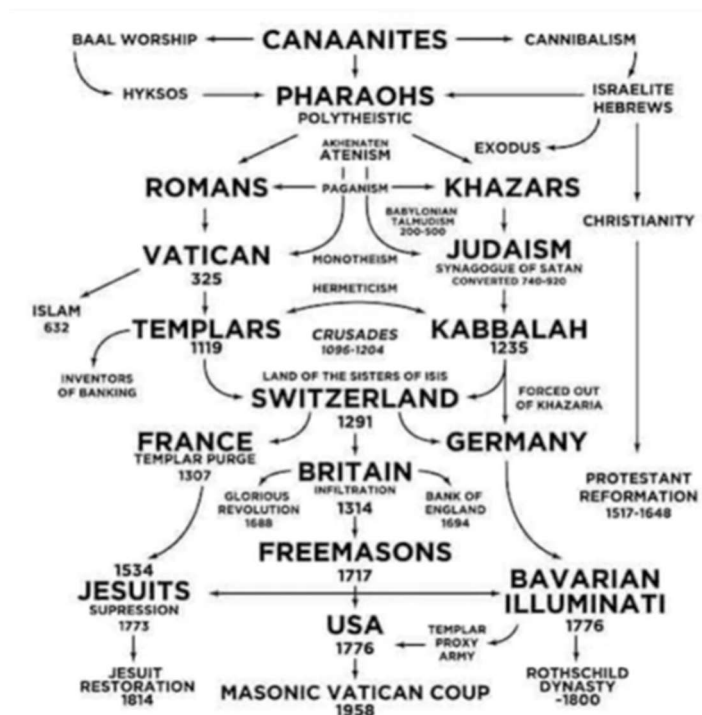 BAAL WORSHIP
CANAANITES
CANNIBALISM
HYKSOS
PHARAOHS
POLYTHEISTIC
ISRAELITE
HEBREWS
AKHENATEN
ATENISM
EXODUS
ROMANS
PAGANISM
KHAZARS
BABYLONIAN
TALMUDISM
200-500
CHRISTIANITY
VATICAN
325
MONOTHEISM
JUDAISM
SYNAGOGUE OF SATAN
CONVERTED 740-920
HERMETICISM
ISLAM
632
TEMPLARS
1119
CRUSADES
1096-1204
KABBALAH
1235
INVENTORS
OF BANKING
LAND OF THE SISTERS OF ISIS
SWITZERLAND
1291
FORCED OUT
OF KHAZARIA
FRANCE
TEMPLAR PURGE
1307
GERMANY
BRITAIN
INFILTRATION
1314
GLORIOUS
REVOLUTION
1688
BANK OF
ENGLAND
1694
PROTESTANT
REFORMATION
1517-1648
FREEMASONS
1717
1534
JESUITS
SUPRESSION
1773
BAVARIAN
ILLUMINATI
1776
USA
1776
TEMPLAR
PROXY
ARMY
JESUIT
RESTORATION
1814
ROTHSCHILD
DYNASTY
~1800
MASONIC VATICAN COUP
1958